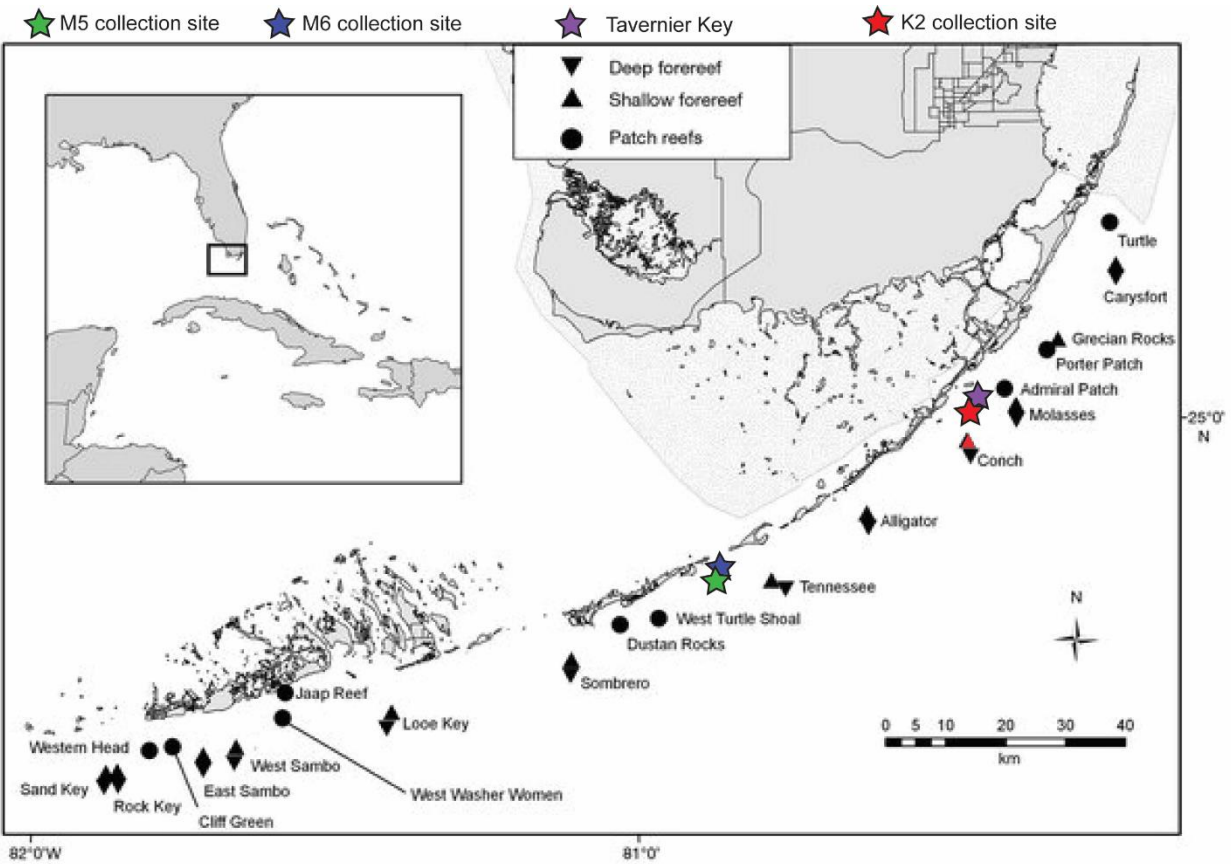 M5 collection site
M6 collection site
Tavernier Key
K2 collection site
Deep forereef
Shallow forereef
Patch reefs
Turtle
Carysfort
Grecian Rocks
Porter Patch
Admiral Patch
Molasses
25°0'
N
Conch
Alligator
Tennessee
West Turtle Shoal
Dustan Rocks
Sombrero
N
Jaap Reef
Looe Key
0 5 10 20 30 40
km
Western Head
West Sambo
Sand Key
East Sambo
West Washer Women
Rock Key
Cliff Green
82°0'W
81°0'